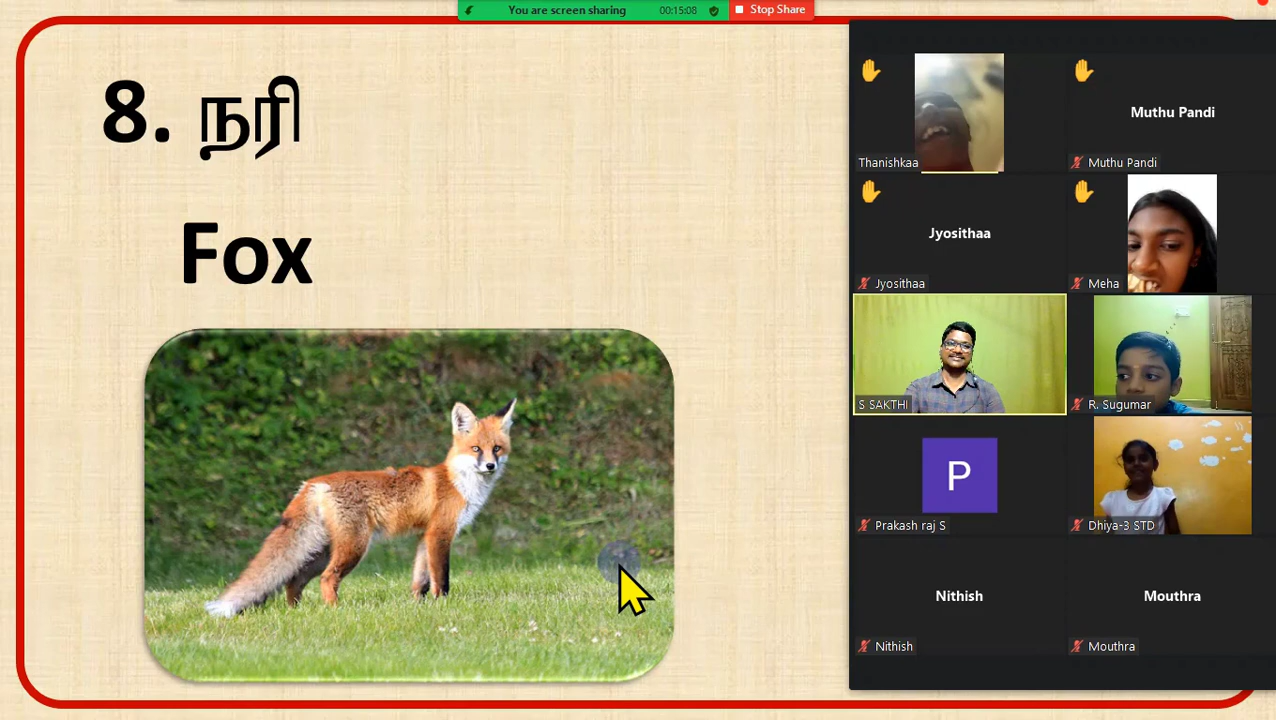 You are screen sharing
00:15:08
Stop Share
8. நரி
Fox
Thanishkaa
Muthu Pandi
Muthu Pandi
Jyosithaa
Jyosithaa
Meha
S SAKTHI
R. Sugumar
P
Prakash raj S
Dhiya-3 STD
Nithish
Mouthra
Nithish
Mouthra